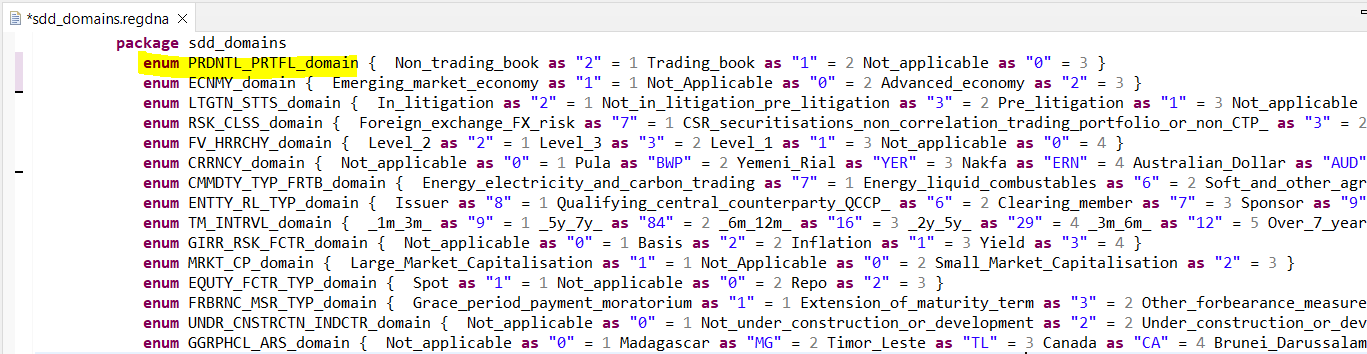 *sdd_domains.regdna
package sdd_domains
enum PRDNTL_PRTFL_domain { Non_trading_book as "2" = 1 Trading_book as "1" = 2 Not_applicable as "0" = 3 }
enum ECNMY_domain { Emerging_market_economy as "1" = 1 Not_Applicable as "0" = 2 Advanced_economy as "2" = 3 }
enum LTGTN_STTS_domain { In_litigation as "2" = 1 Not_in_litigation_pre_litigation as "3" = 2 Pre_litigation as "1" = 3 Not_applicable
enum RSK_CLSS_domain { Foreign_exchange_FX_risk as "7" = 1 CSR_securitisations_non_correlation_trading_portfolio_or_non_CTP_ as "3" = 2
enum FV_HRRCHY_domain { Level_2 as "2" = 1 Level_3 as "3" = 2 Level_1 as "1" = 3 Not_applicable as "0" = 4 }
enum CRRNCY_domain { Not_applicable as "0" = 1 Pula as "BWP" = 2 Yemeni_Rial as "YER" = 3 Nakfa as "ERN" = 4 Australian_Dollar as "AUD"
enum CMMDTY_TYP_FRTB_domain { Energy_electricity_and_carbon_trading as "7" = 1 Energy_liquid_combustables as "6" = 2 Soft_and_other_agr
enum ENTTY_RL_TYP_domain { Issuer as "8" = 1 Qualifying_central_counterparty_QCCP_ as "6" = 2 Clearing_member as "7" = 3 Sponsor as "9"
enum TM_INTRVL_domain { _1m_3m_ as "9" = 1 _5y_7y_ as "84" = 2 _6m_12m_ as "16" = 3 _2y_5y_ as "29" = 4 _3m_6m_ as "12" = 5 Over_7_year
enum GIRR_RSK_FCTR_domain { Not_applicable as "0" = 1 Basis as "2" = 2 Inflation as "1" = 3 Yield as "3" = 4 }
enum MRKT_CP_domain { Large_Market_Capitalisation as "1" = 1 Not_Applicable as "0" = 2 Small_Market_Capitalisation as "2" = 3 }
enum EQUTY_FCTR_TYP_domain { Spot as "1" = 1 Not_applicable as "0" = 2 Repo as "2" = 3 }
enum FRBRNC_MSR_TYP_domain { Grace_period_payment_moratorium as "1" = 1 Extension_of_maturity_term as "3" = 2 Other_forbearance_measure
enum UNDR_CNSTRCTN_INDCTR_domain { Not_applicable as "0" = 1 Not_under_construction_or_development as "2" = 2 Under_construction_or_dev
enum GGRPHCL_ARS_domain { Not_applicable as "0" = 1 Madagascar as "MG" = 2 Timor_Leste as "TL" = 3 Canada as "CA" = 4 Brunei_Darussalam